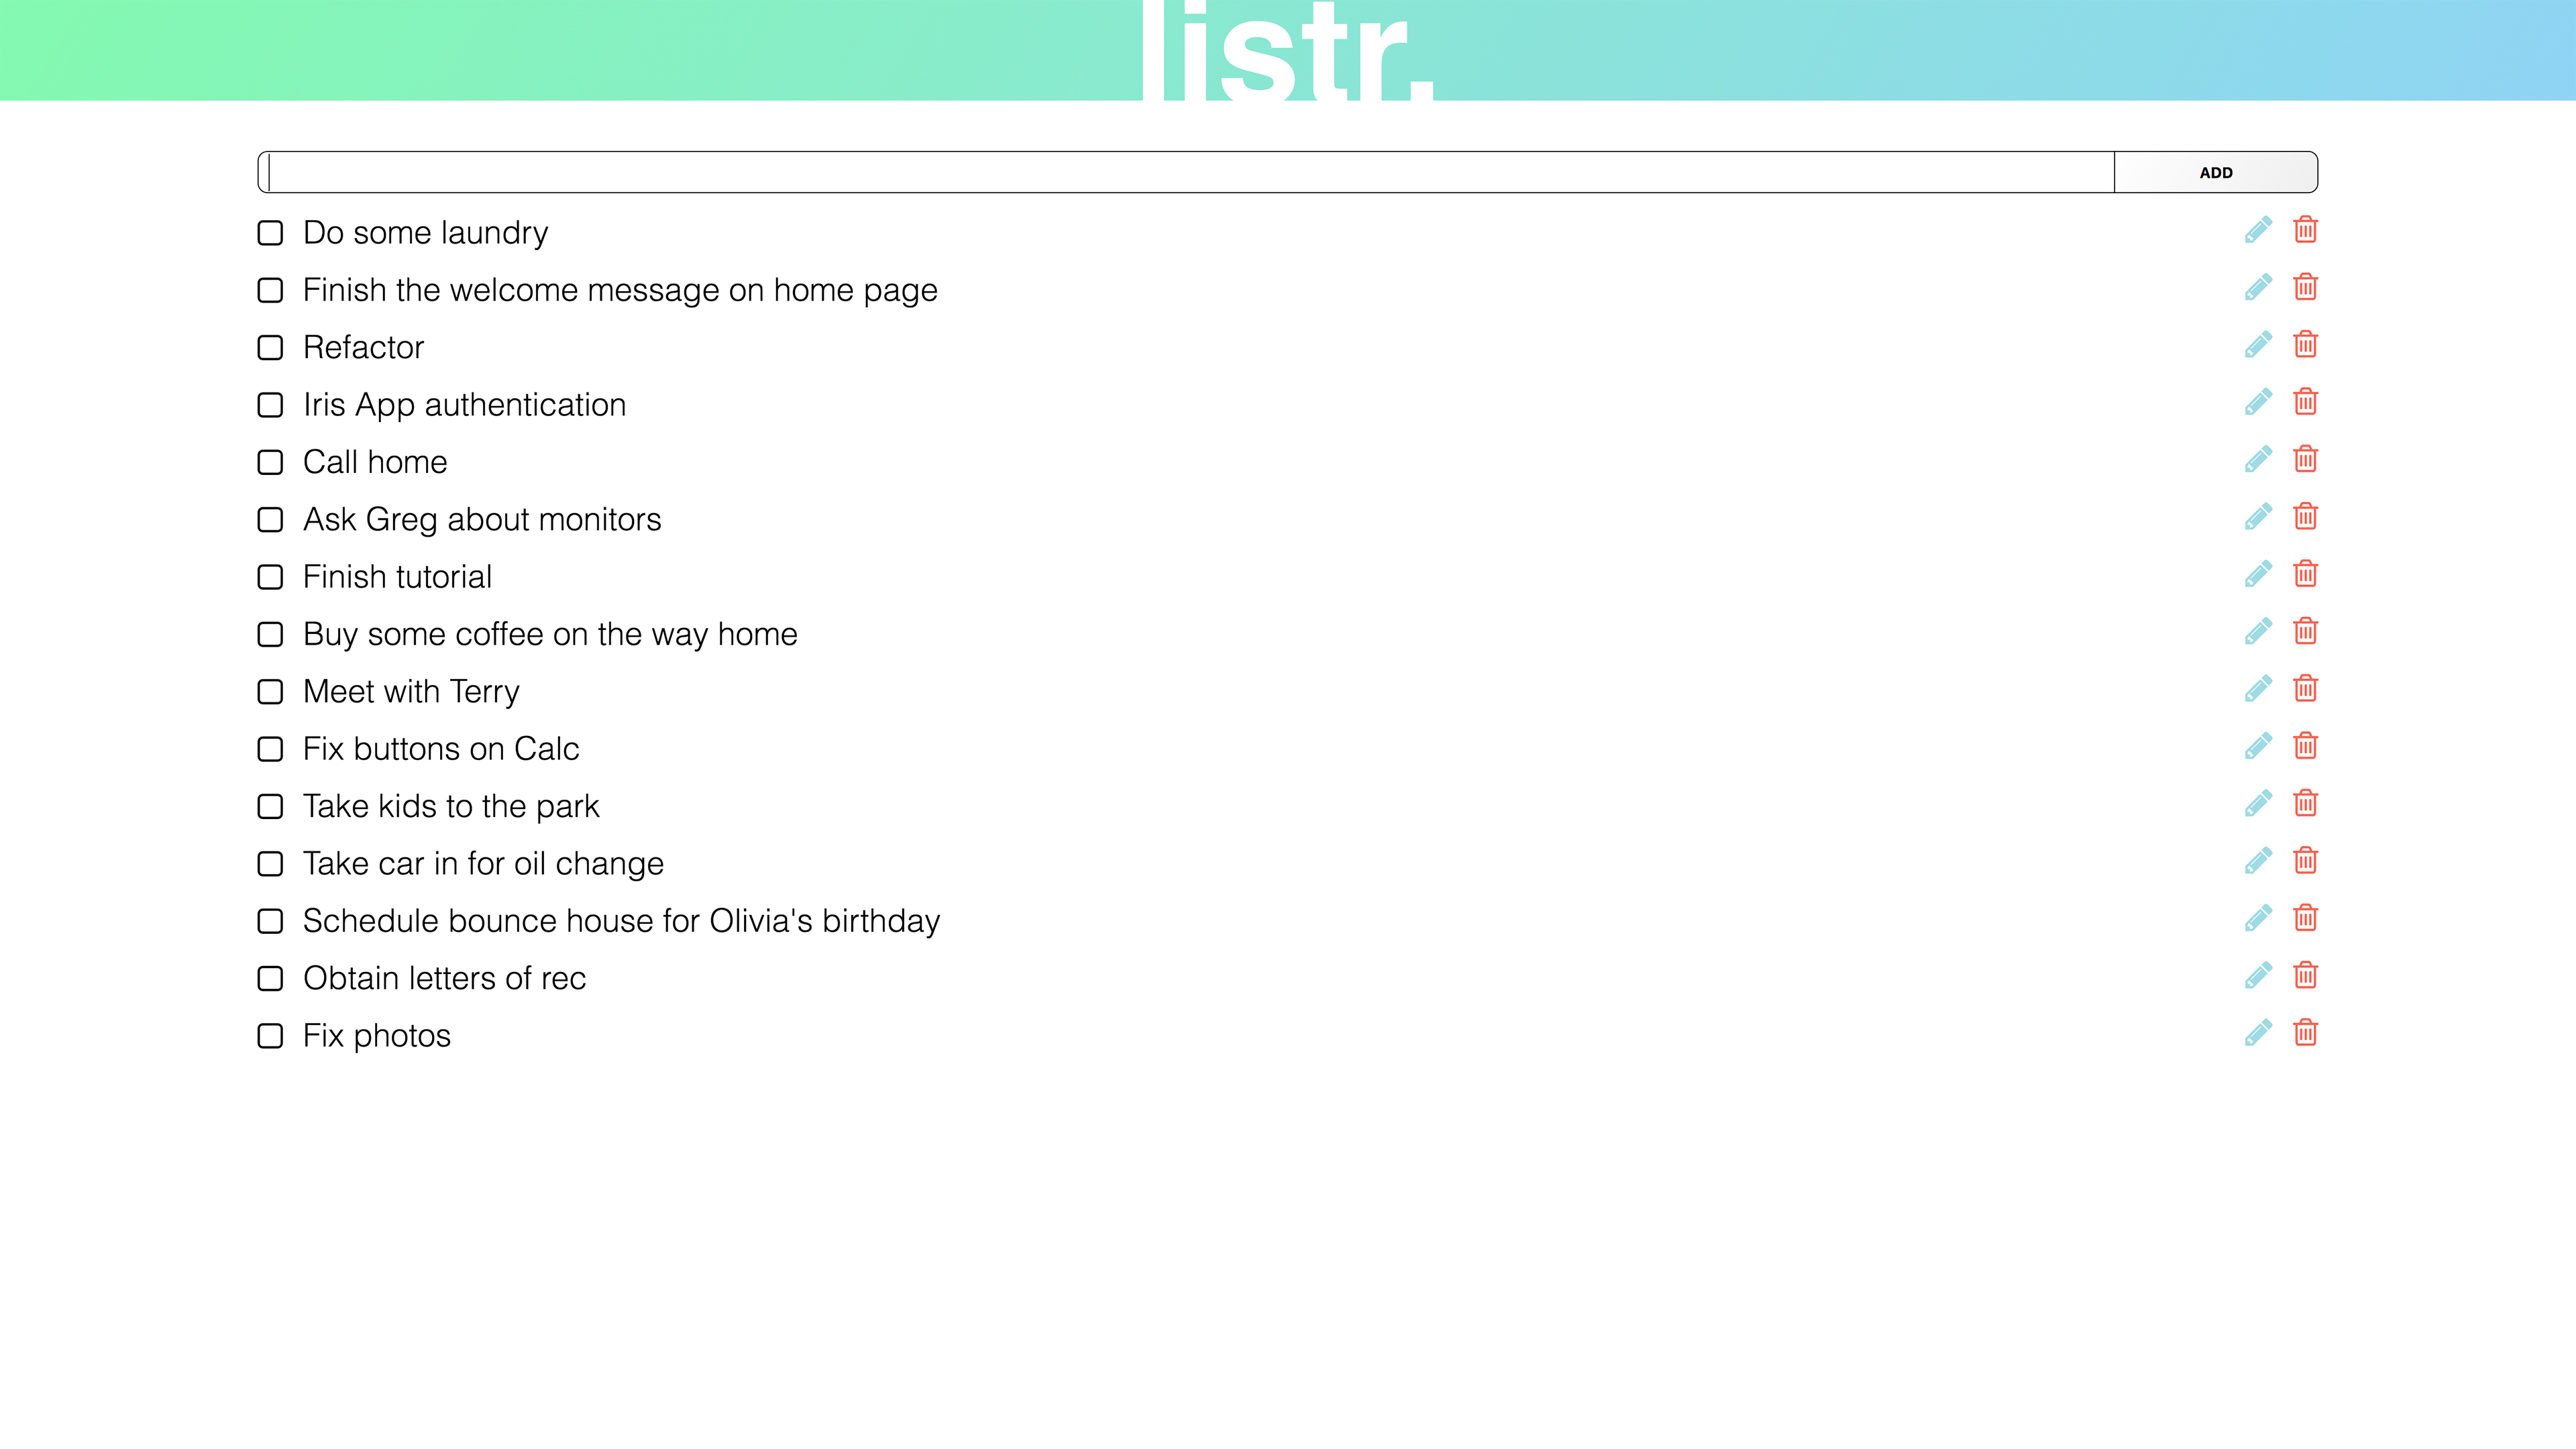 listr.
ADD
Do some laundry
Finish the welcome message on home page
Refactor
Iris App authentication
Call home
Ask Greg about monitors
Finish tutorial
Buy some coffee on the way home
Meet with Terry
Fix buttons on Calc
Take kids to the park
Take car in for oil change
Schedule bounce house for Olivia's birthday
Obtain letters of rec
Fix photos